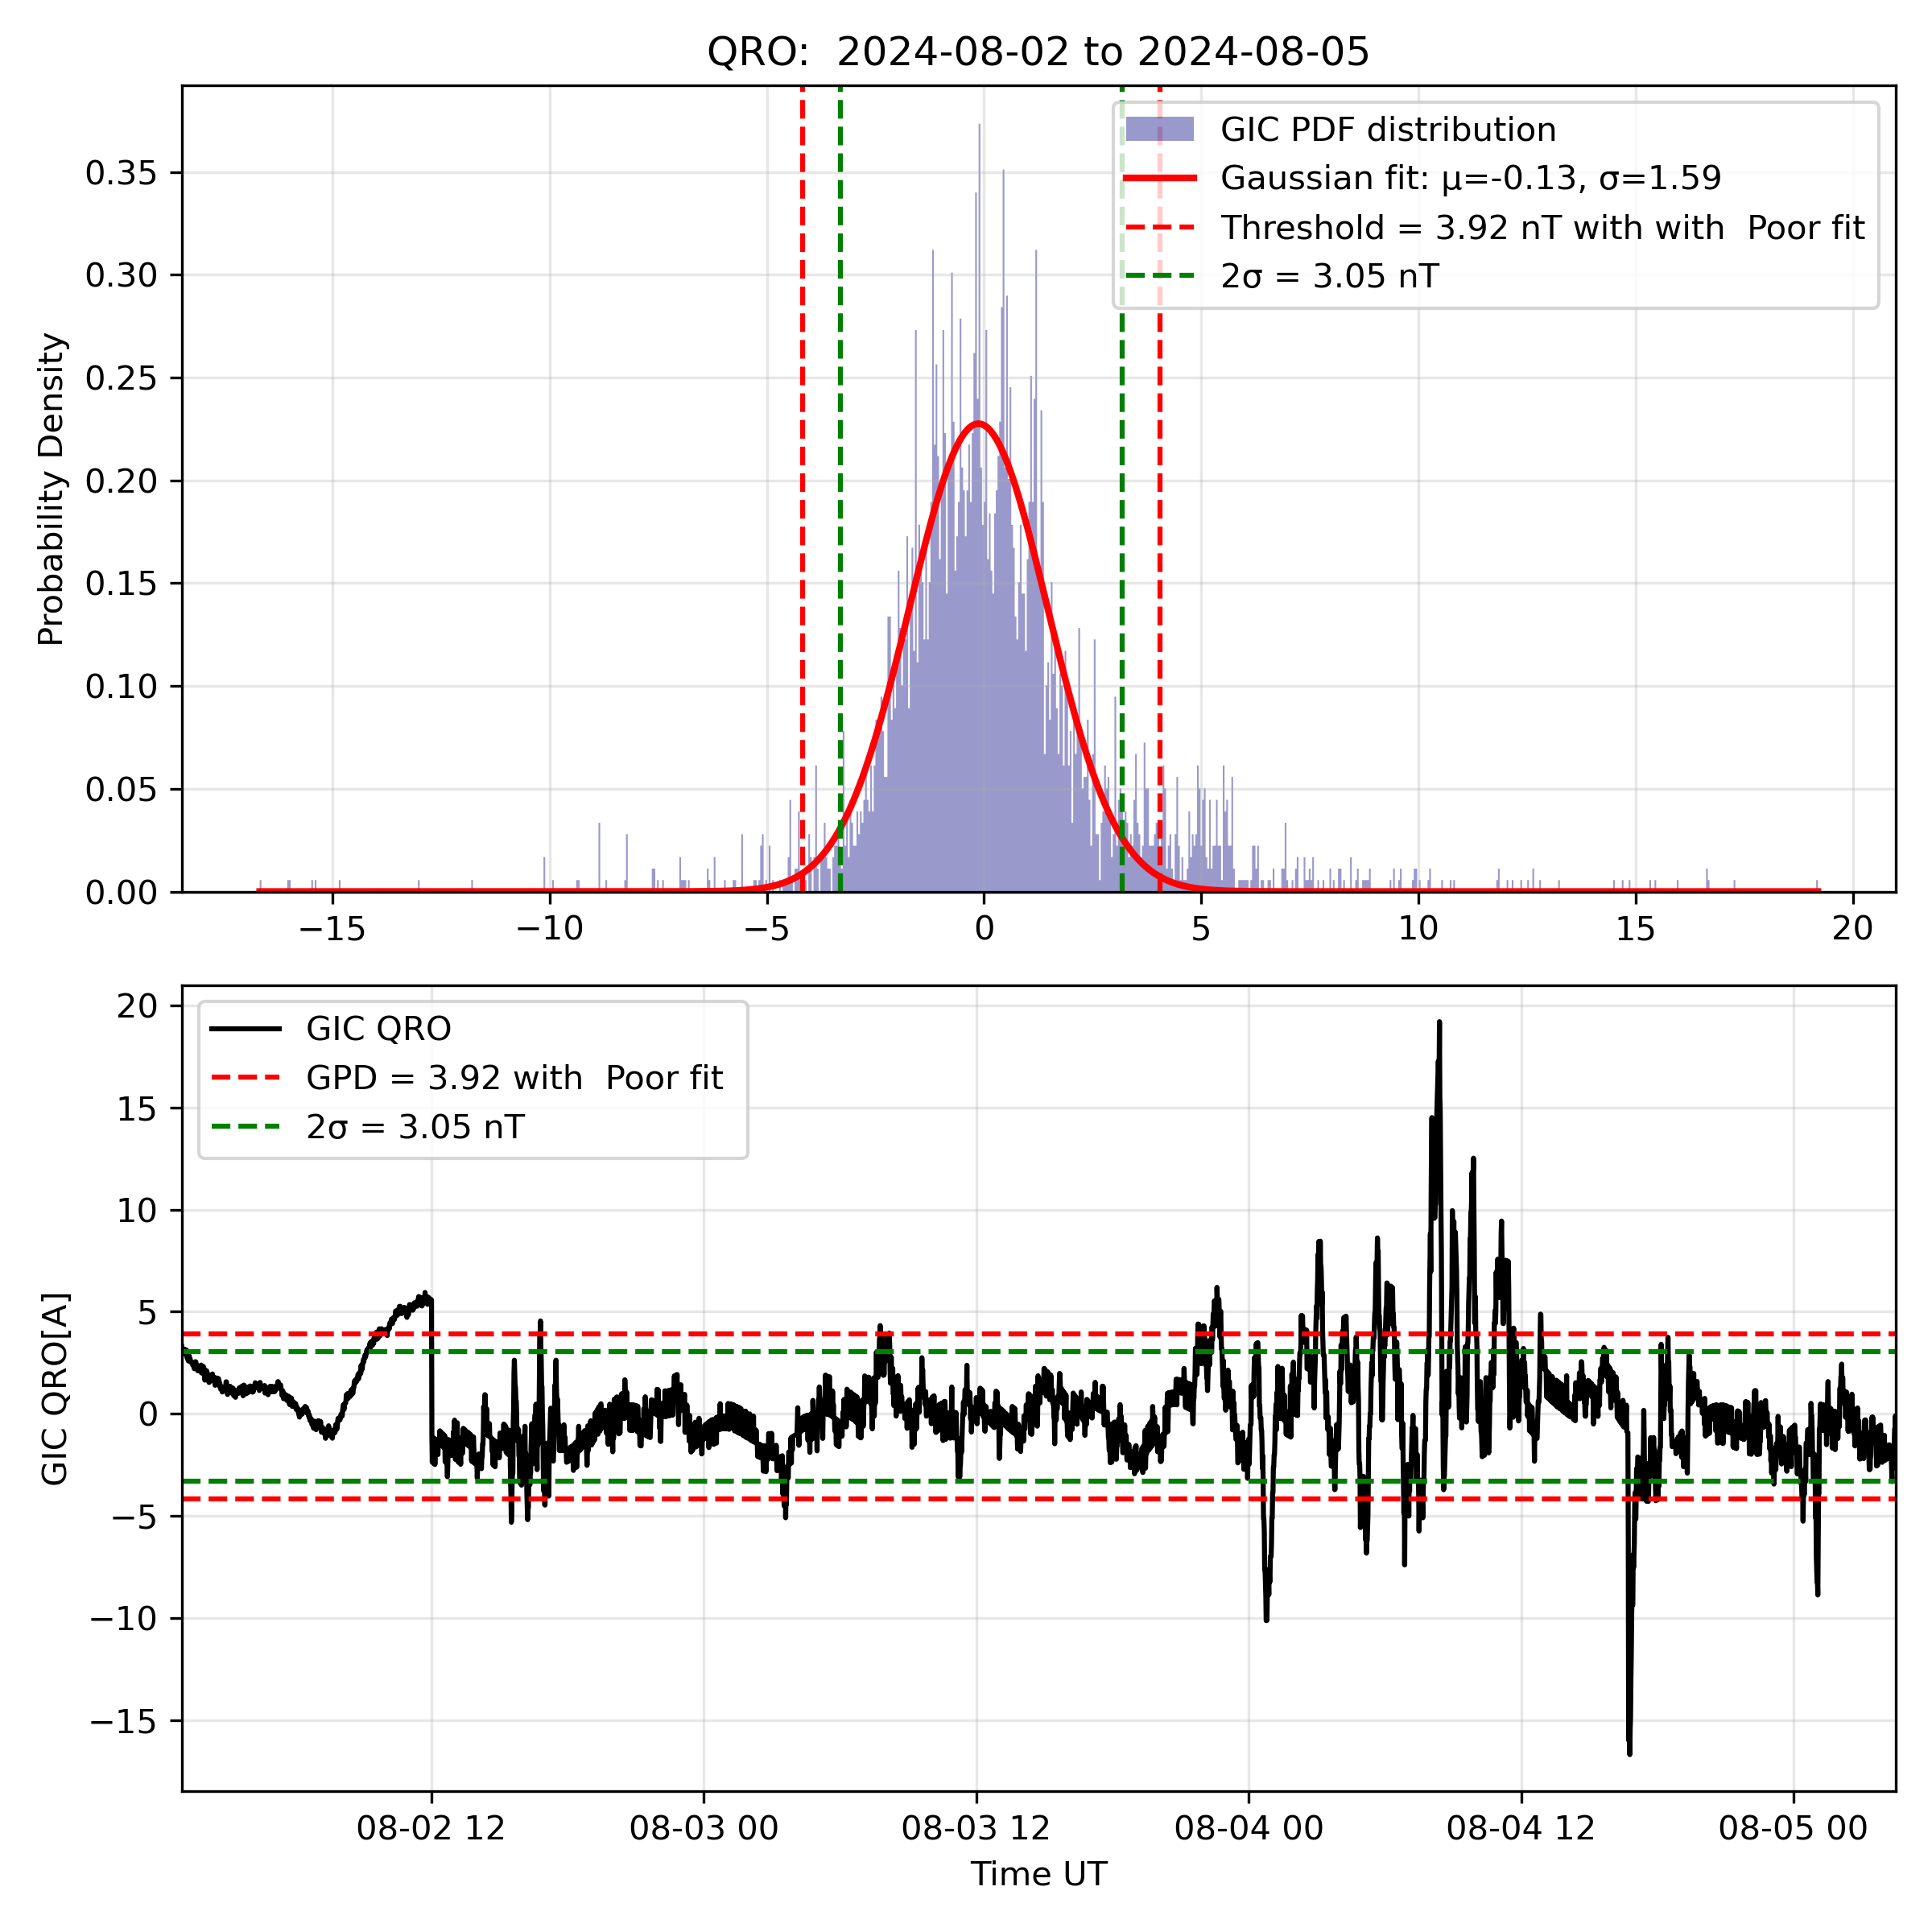 QRO:  2024-08-02 to 2024-08-05
GIC PDF distribution
Gaussian fit: μ=-0.13, σ=1.59
Threshold = 3.92 nT with with  Poor fit
2σ = 3.05 nT
Probability Density
0.35
0.30
0.25
0.20
0.15
0.10
0.05
0.00
−15 −10 −5 0 5 10 15 20
GIC QRO
GPD = 3.92 with  Poor fit
2σ = 3.05 nT
GIC QRO[A]
20
15
10
5
0
−5
−10
−15
08-02 12 08-03 00 08-03 12 08-04 00 08-04 12 08-05 00
Time UT